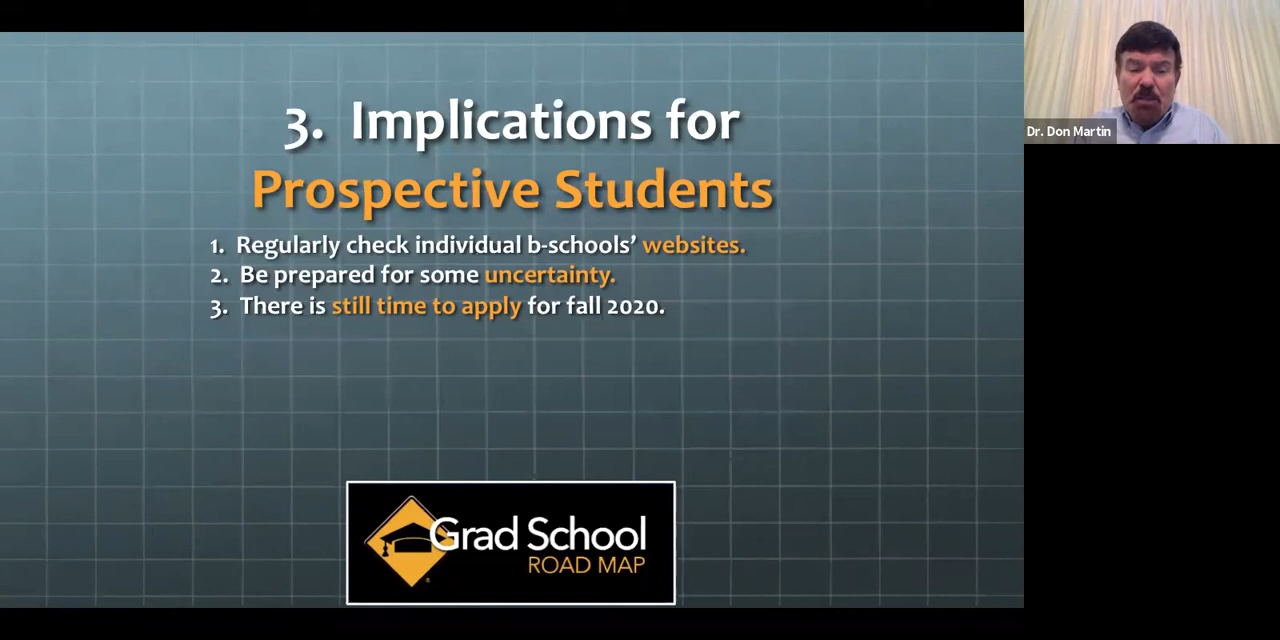 3. Implications for
Prospective Students
1. Regularly check individual b-schools’ websites.
2. Be prepared for some uncertainty.
3. There is still time to apply for fall 2020.
Grad School
ROAD MAP
Dr. Don Martin